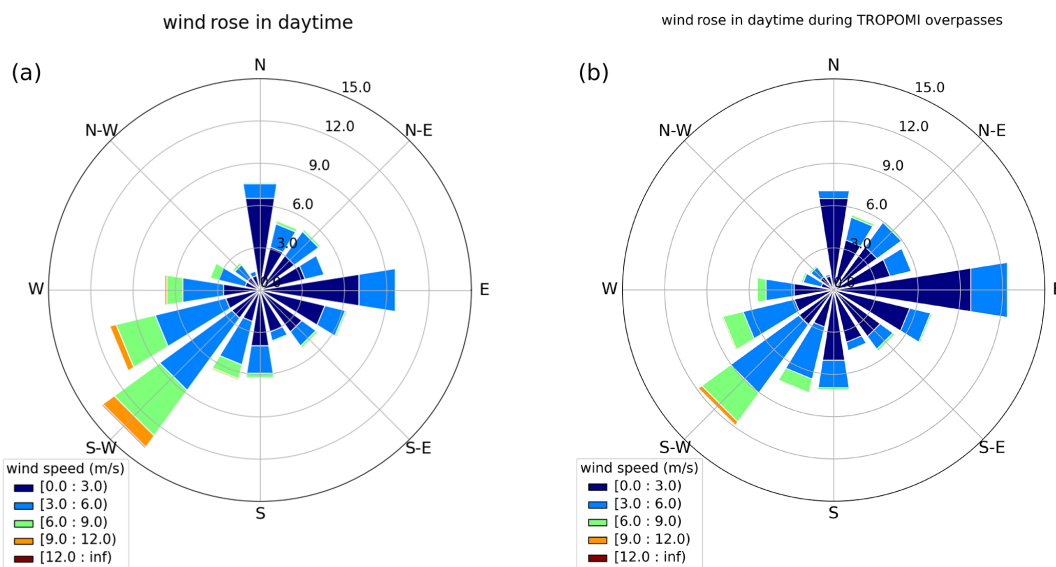 wind rose in daytime
(a)
N
15.0
12.0
N-W
N-E
9.0
6.0
3.0
W
E
S-W
S-E
S
wind speed (m/s)
[0.0 : 3.0)
[3.0 : 6.0)
[6.0 : 9.0)
[9.0 : 12.0)
[12.0 : inf)
wind rose in daytime during TROPOMI overpasses
(b)
N
15.0
12.0
N-W
N-E
9.0
6.0
3.0
W
S-W
S-E
S
wind speed (m/s)
[0.0 : 3.0)
[3.0 : 6.0)
[6.0 : 9.0)
[9.0 : 12.0)
[12.0 : inf)